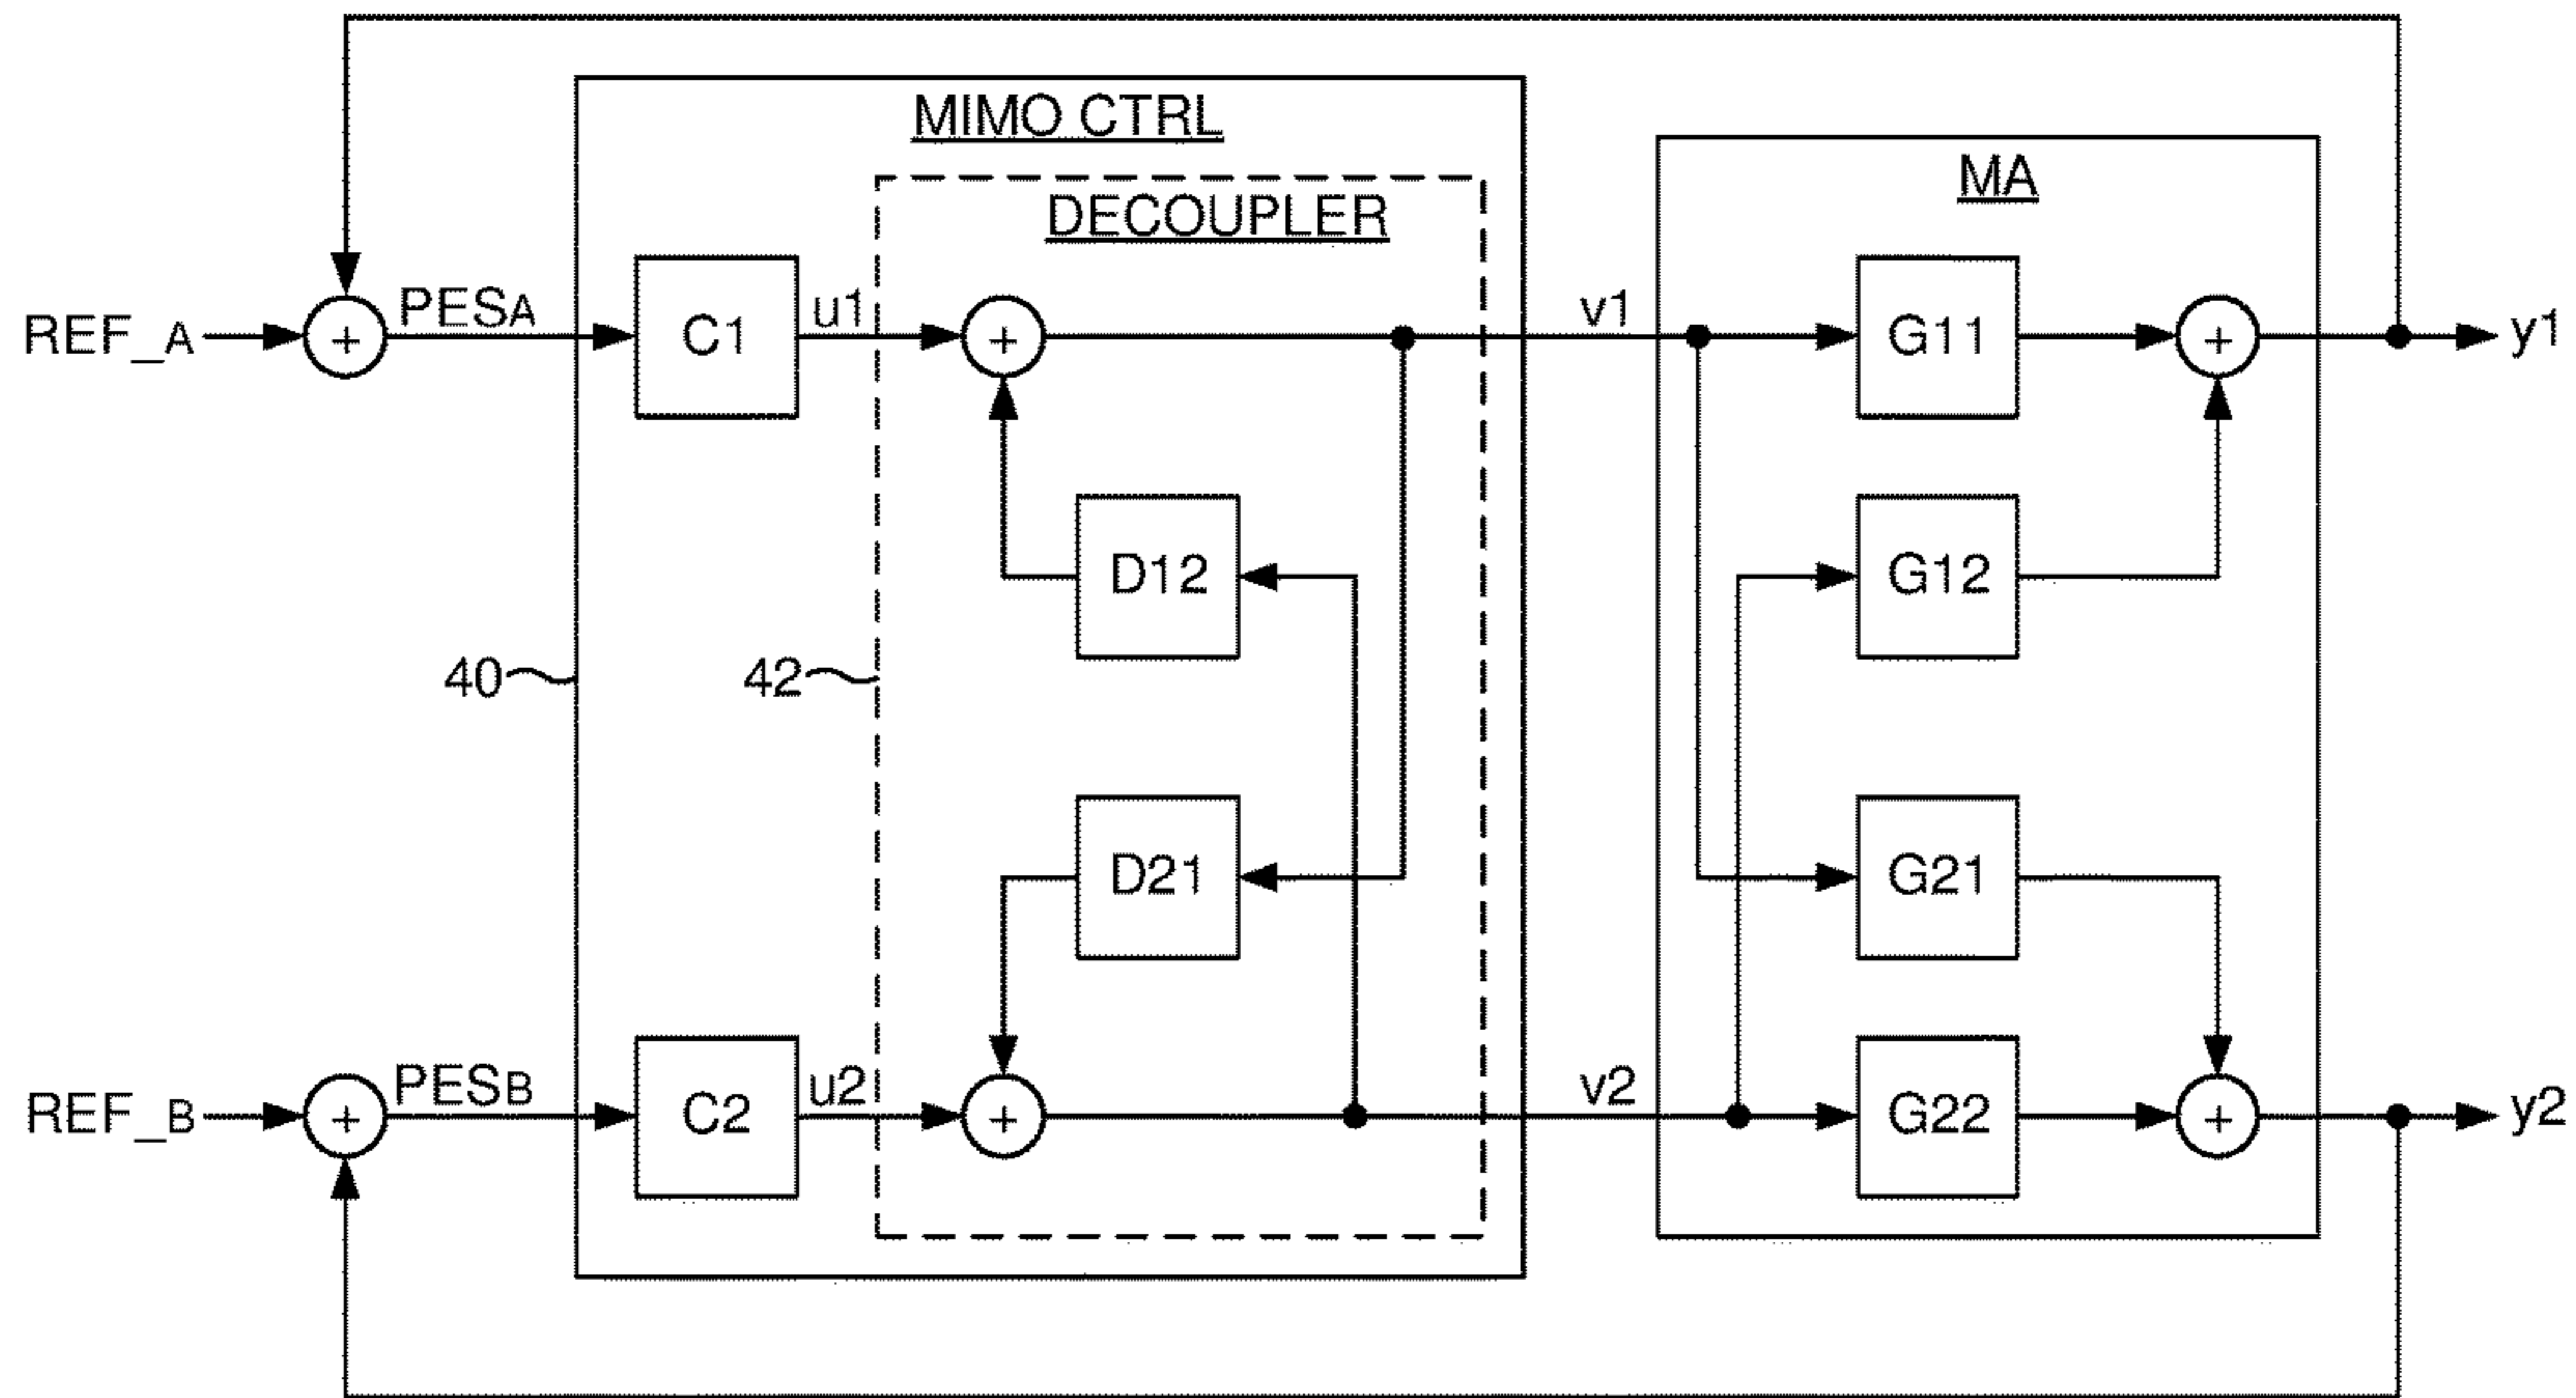 MIMO CTRL
DECOUPLER
MA
REF_A
+
PESA
C1
u1
+
v1
G11
+
y1
D12
G12
40
42
D21
G21
REF_B
+
PESB
C2
u2
+
v2
G22
+
y2